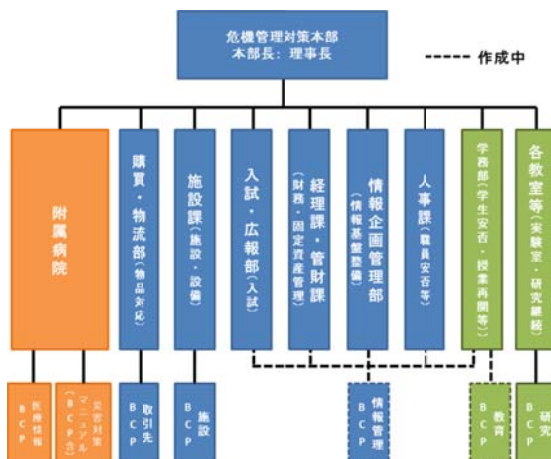 危機管理対策本部
本部長: 理事長
作成中
附属病院
購買・物流部(物品対応)
施設課(施設・設備)
入試・広報部(入試)
経理課・管財課
(財務・固定資産管理)
情報企画管理部
(情報基盤整備)
人事課(職員安否等)
学務部(学生安否・授業
再開等)
各教室等(実験室・研究継続)
医療情報
BCP
災害対策
マニュアル
(BCP含)
取引先
BCP
施設
BCP
情報管理
BCP
教育
BCP
研究
BCP